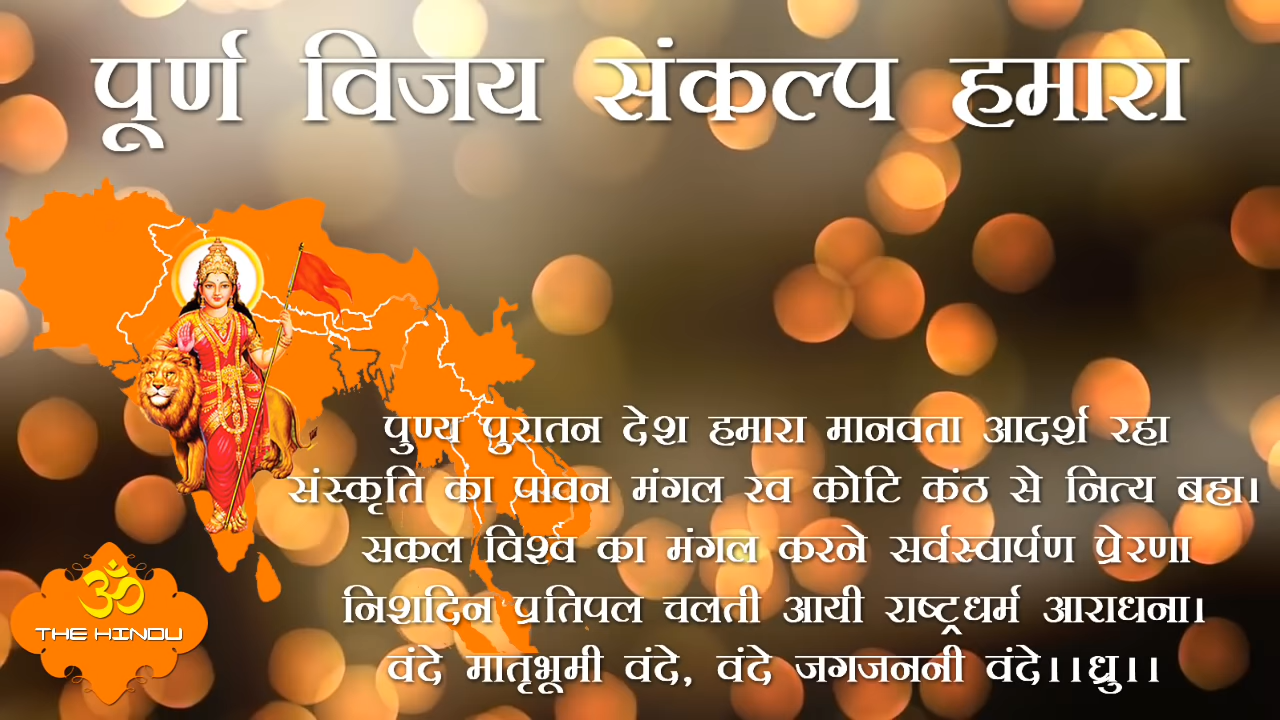 पूर्ण विजय संकल्प हमारा
पुण्य पुरातन देश हमारा मानवता आदर्श रहा
संस्कृति का पावन मंगल रव कोटि कंठ से नित्य बहा।
सकल विश्व का मंगल करने सर्वस्वार्पण प्रेरणा
निशदिन प्रतिपल चलती आयी राष्ट्रधर्म आराधना।
वंदे मातृभूमी वंदे, वंदे जगजननी वंदे।।ध्रु।।
ॐ
THE HINDU